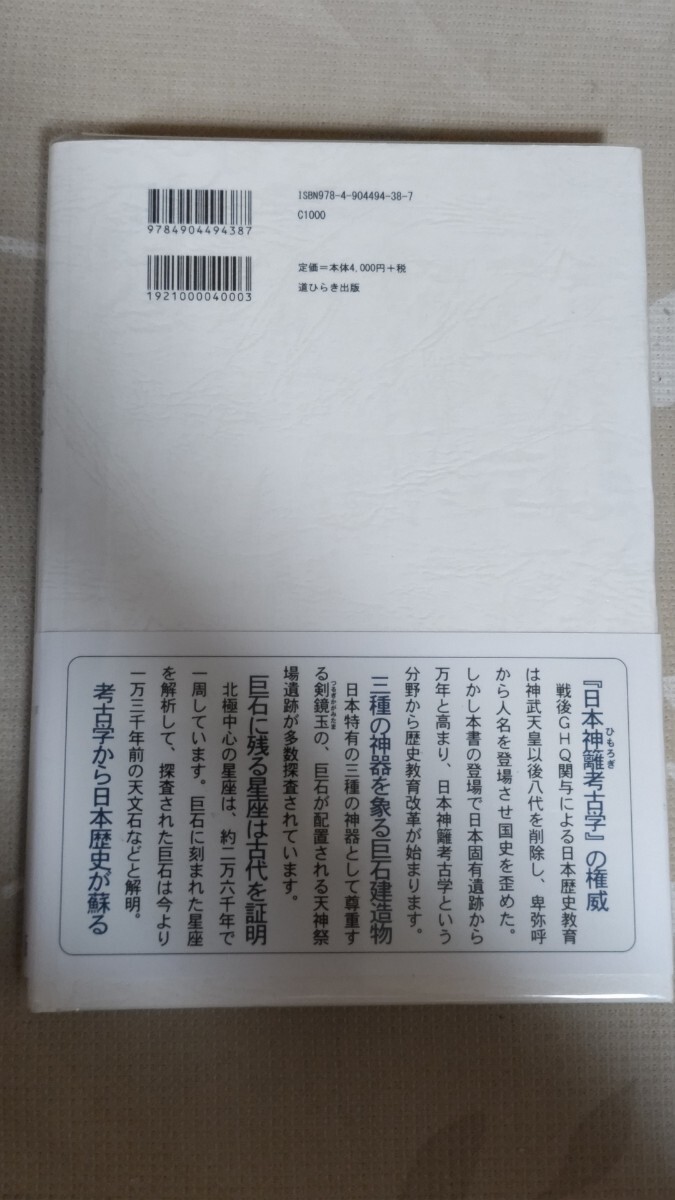 ISBN978-4-904494-38-7
C1000
9784904494387
定価=本体4,000円+税
道ひらき出版
1921000040003
『日本神籬考古学』の権威
ひもろぎ
戦後GHQ関与による日本歴史教育
は神武天皇以後八代を削除し、卑弥呼
から人名を登場させ国史を歪めた。
しかし本書の登場で日本固有遺跡から
万年と高まり、日本神籬考古学という
分野から歴史教育改革が始まります。
三種の神器を象る巨石建造物
日本特有の三種の神器として尊重す
る剣鏡玉の、巨石が配置される天神祭
つるぎかがみたま
場遺跡が多数探査されています。
巨石に残る星座は古代を証明
北極中心の星座は、約二万六千年で
一周しています。巨石に刻まれた星座
を解析して、探査された巨石は今より
一万三千年前の天文石などと解明。
考古学から日本歴史が蘇る